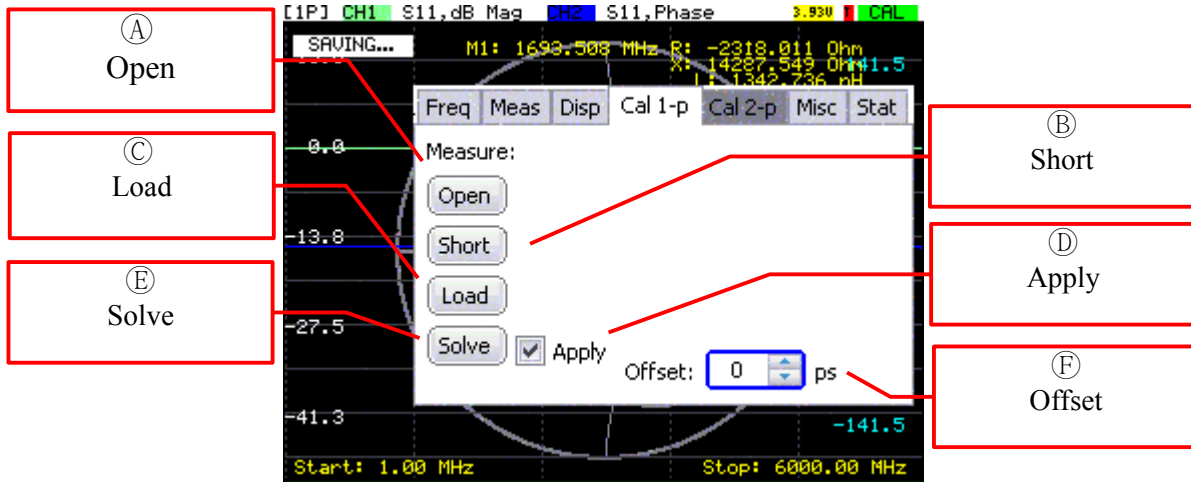 [1P] CH1 S11,dB Mag CH2 S11,Phase 3.93V T CAL
SAVING...
M1: 1693.508 MHz R: -2318.011 Ohm
X: 14287.549 Ohm
141.5
L: 1342.736 nH
Ⓐ
Open
Ⓒ
Load
Ⓔ
Solve
Freq Meas Disp Cal 1-p Cal 2-p Misc Stat
0.0
Measure:
Open
Short
-13.8
Load
-27.5
Solve
Apply
Offset: 0 ps
-41.3
-141.5
Start: 1.00 MHz
Stop: 6000.00 MHz
Ⓑ
Short
Ⓓ
Apply
Ⓕ
Offset